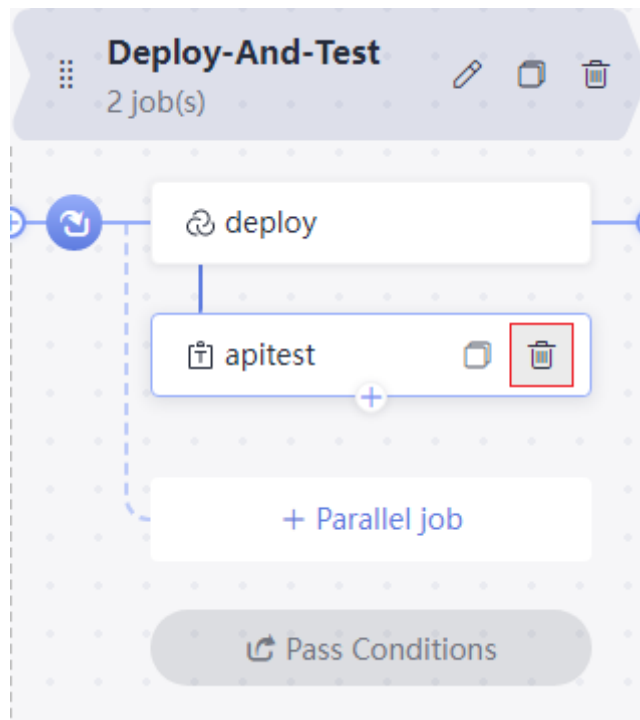 Deploy-And-Test
2 job(s)
deploy
apitest
+ Parallel job
Pass Conditions